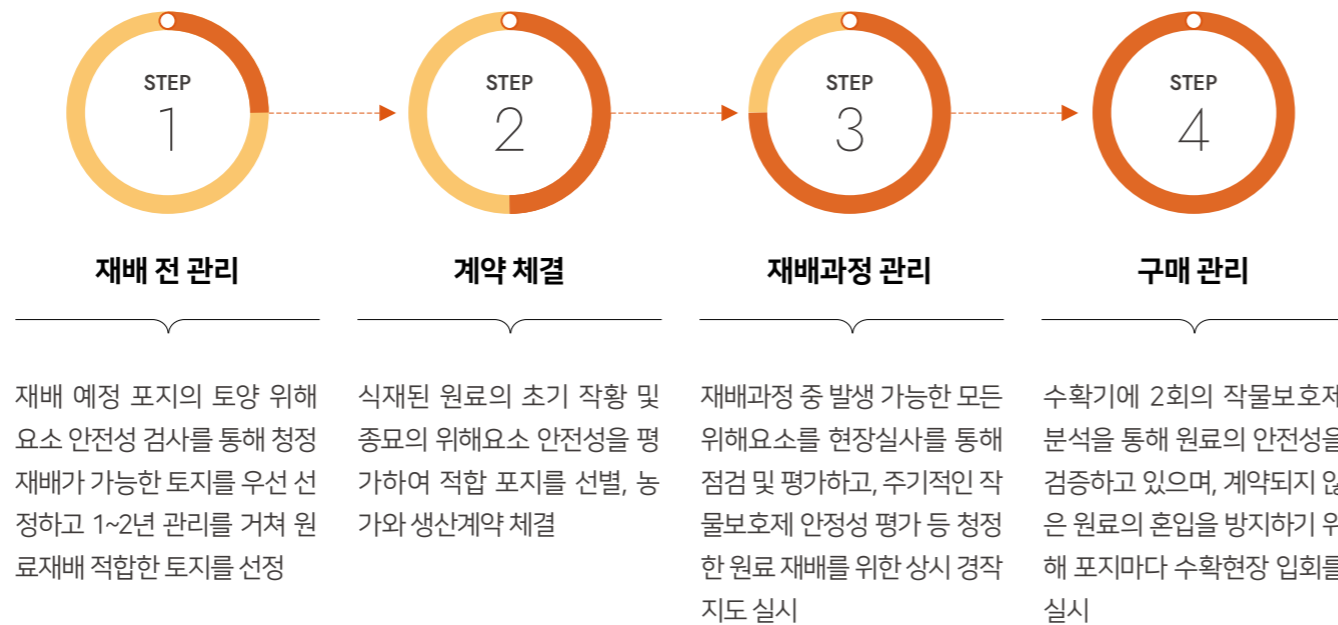 STEP
1
STEP
2
STEP
3
STEP
4
재배 전 관리
계약 체결
재배과정 관리
구매 관리
재배 예정 포지의 토양 위해
요소 안전성 검사를 통해 청정
재배가 가능한 토지를 우선 선
정하고 1~2년 관리를 거쳐 원
료재배 적합한 토지를 선정
식재된 원료의 초기 작황 및
종묘의 위해요소 안전성을 평
가하여 적합 포지를 선별, 농
가와 생산계약 체결
재배과정 중 발생 가능한 모든
위해요소를 현장실사를 통해
점검 및 평가하고, 주기적인 작
물보호제 안정성 평가 등 청정
한 원료 재배를 위한 상시 경작
지도 실시
수확기에 2회의 작물보호제
분석을 통해 원료의 안전성을
검증하고 있으며, 계약되지 않
은 원료의 혼입을 방지하기 위
해 포지마다 수확현장 입회를
실시